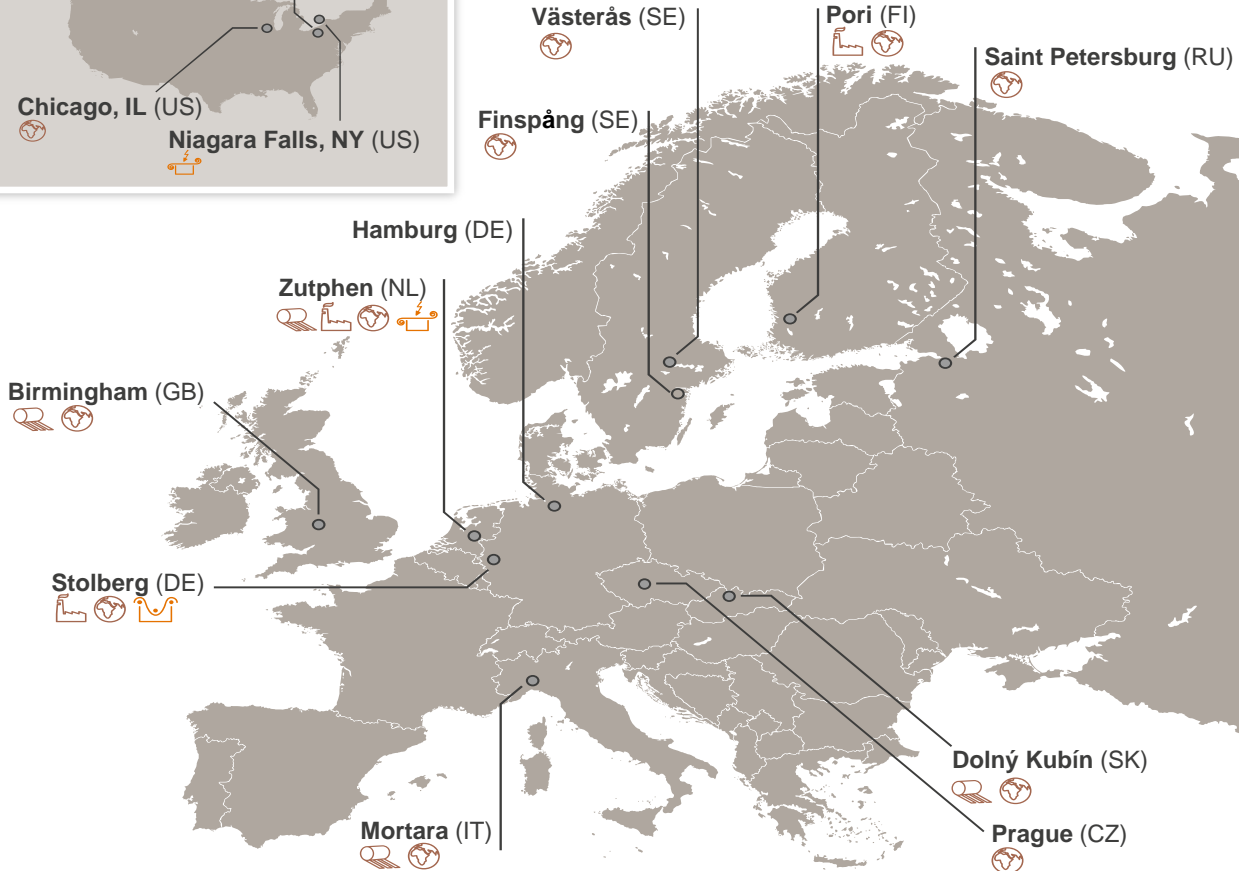 Västerås (SE)
Pori (FI)
Saint Petersburg (RU)
Chicago, IL (US)
Finspång (SE)
Niagara Falls, NY (US)
Hamburg (DE)
Zutphen (NL)
Birmingham (GB)
Stolberg (DE)
Dolný Kubín (SK)
Mortara (IT)
Prague (CZ)